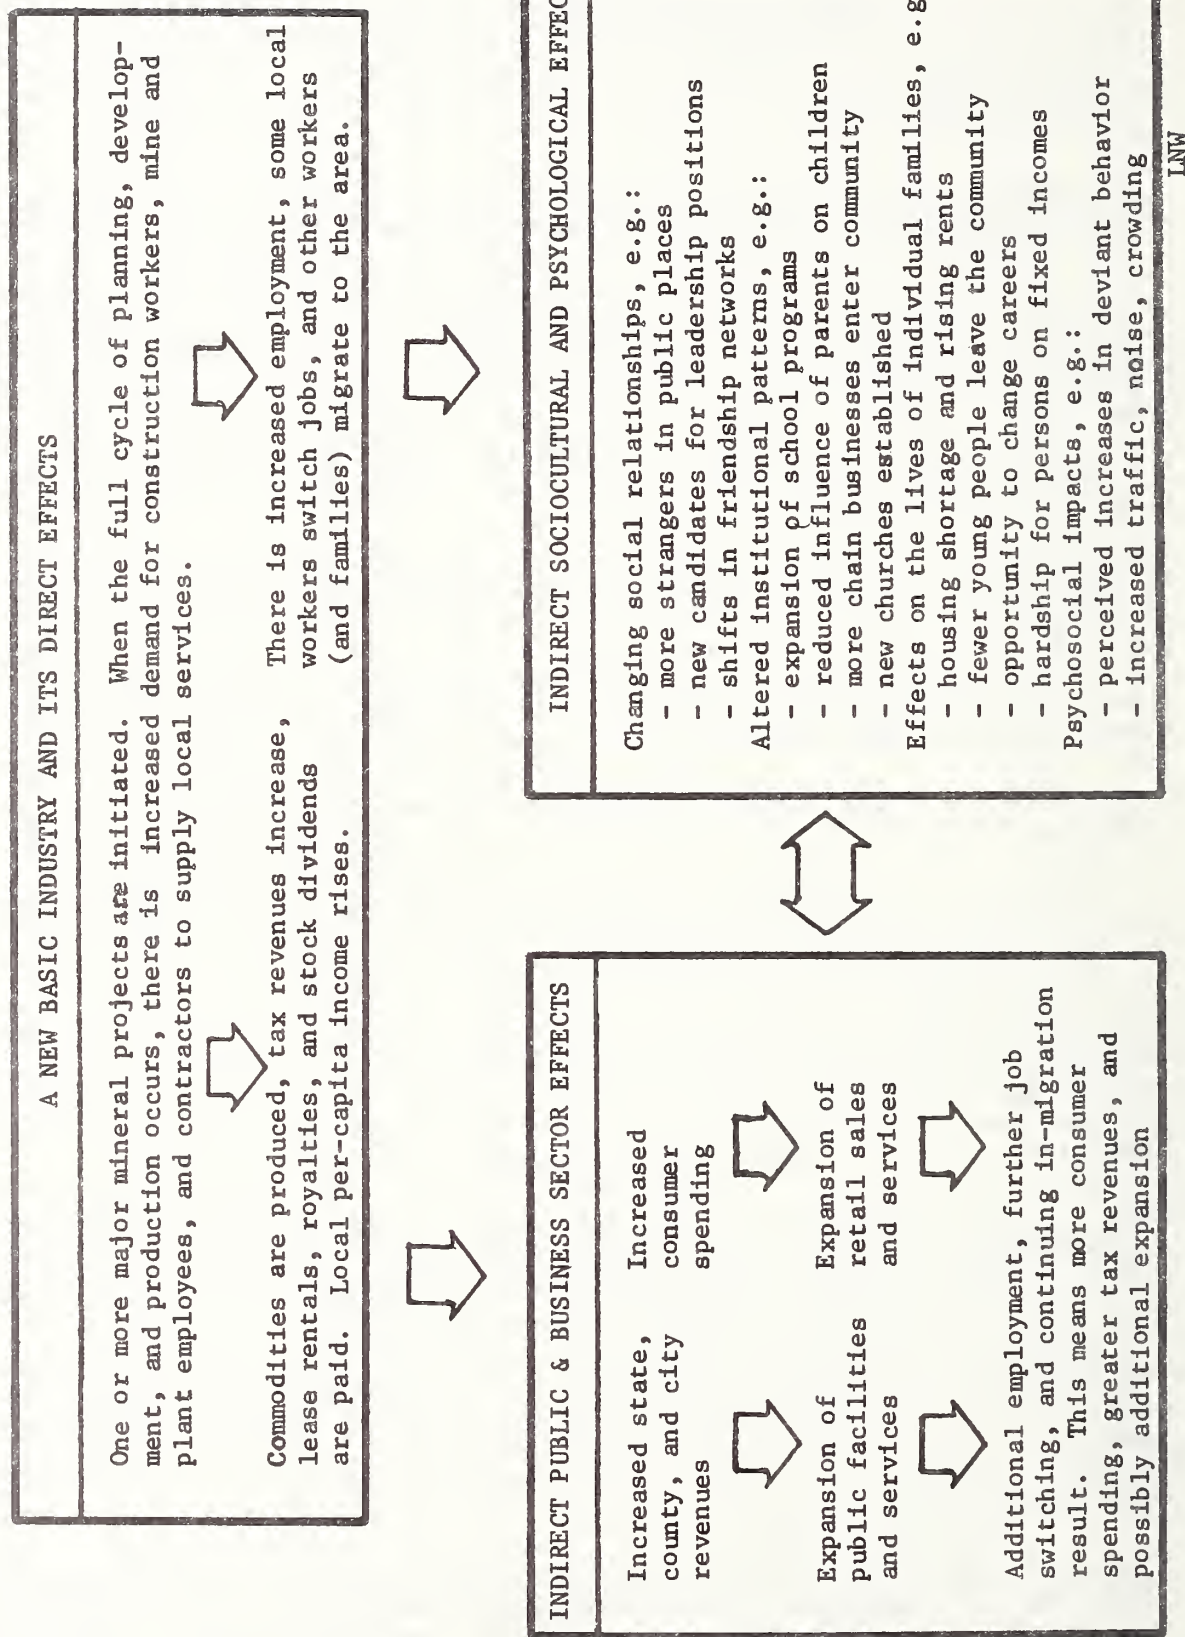 A NEW BASIC INDUSTRY AND ITS DIRECT EFFECTS
One or more major mineral projects are initiated. When the full cycle of planning, develop-
ment, and production occurs, there is increased demand for construction workers, mine and
plant employees, and contractors to supply local services.
Commodities are produced, tax revenues increase,
lease rentals, royalties, and stock dividends
are paid. Local per-capita income rises.
There is increased employment, some local
workers switch jobs, and other workers
(and families) migrate to the area.
INDIRECT PUBLIC & BUSINESS SECTOR EFFECTS
Increased state,
county, and city
revenues
Increased
consumer
spending
Expansion of
public facilities
and services
Expansion of
retail sales
and services
Additional employment, further job
switching, and continuing in-migration
result. This means more consumer
spending, greater tax revenues, and
possibly additional expansion
INDIRECT SOCIOCULTURAL AND PSYCHOLOGICAL EFFEC
Changing social relationships, e.g.:
- more strangers in public places
- new candidates for leadership positions
- shifts in friendship networks
Altered institutional patterns, e.g.:
- expansion of school programs
- reduced influence of parents on children
- more chain businesses enter community
- new churches established
Effects on the lives of individual families, e.g
- housing shortage and rising rents
- fewer young people leave the community
- opportunity to change careers
- hardship for persons on fixed incomes
Psychosocial impacts, e.g.:
- perceived increases in deviant behavior
- increased traffic, noise, crowding
LNW